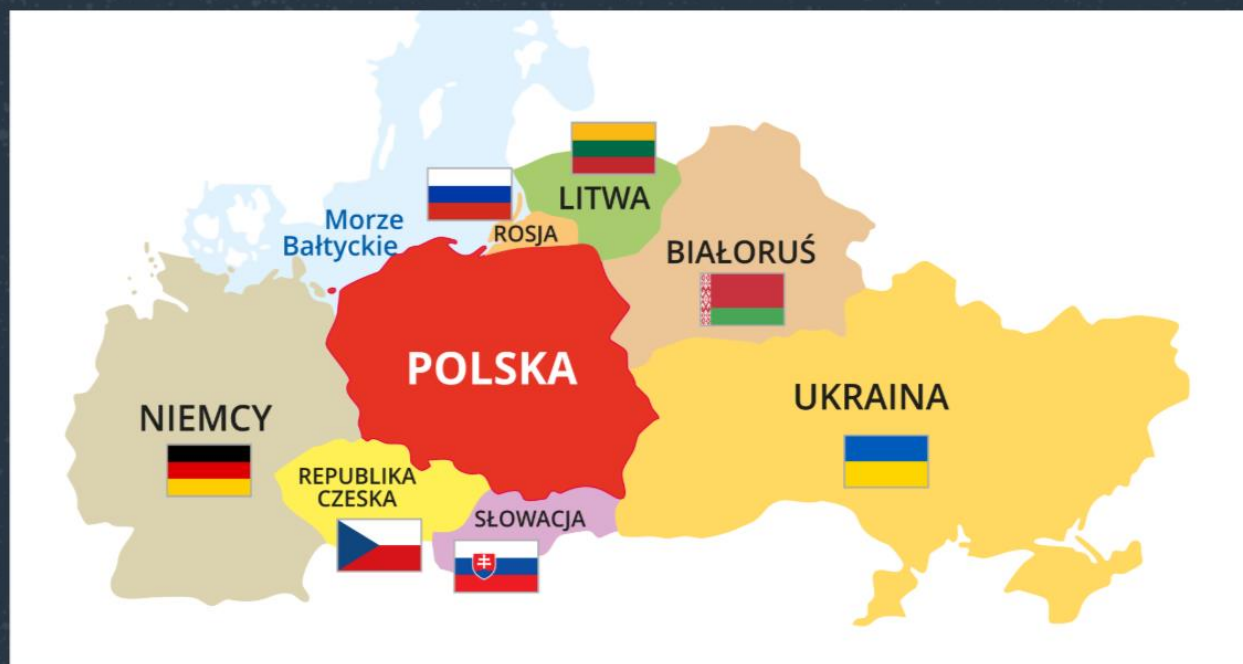 LITWA
Morze
Bałtyckie
ROSJA
BIAŁORUŚ
POLSKA
UKRAINA
NIEMCY
REPUBLIKA
CZESKA
SŁOWACJA